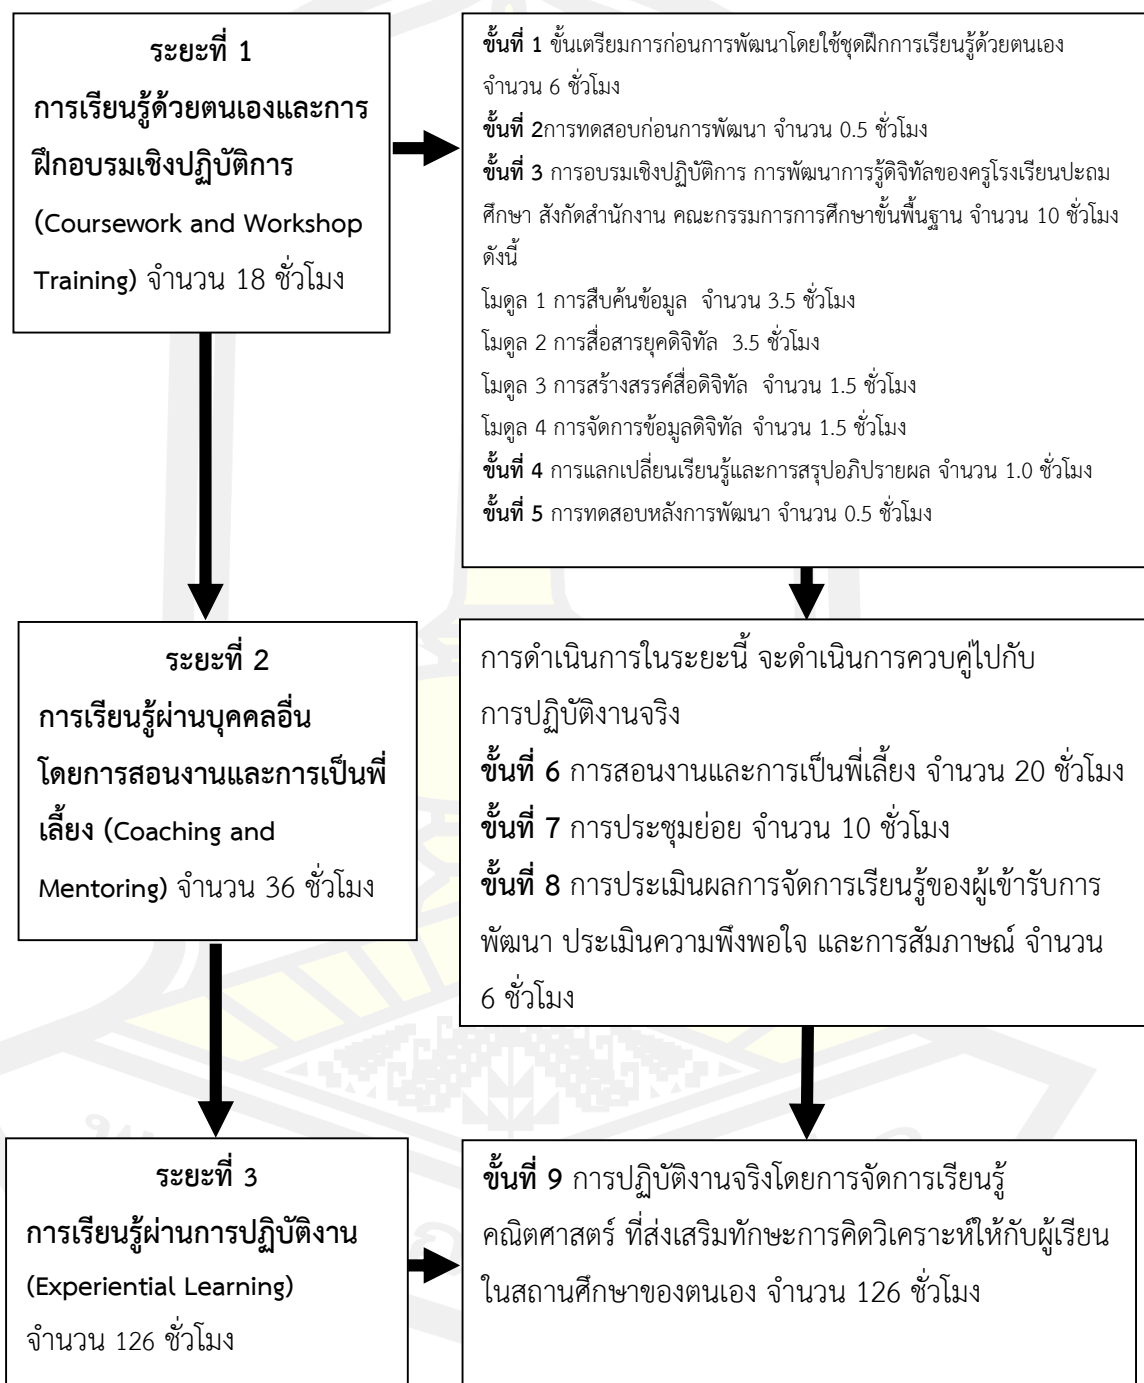 ระยะที่ 1
การเรียนรู้ด้วยตนเองและการ
ฝึกอบรมเชิงปฏิบัติการ
(Coursework and Workshop
Training) จำนวน 18 ชั่วโมง
ขั้นที่ 1 ขั้นเตรียมการก่อนการพัฒนาโดยใช้ชุดฝึกการเรียนรู้ด้วยตนเอง
จำนวน 6 ชั่วโมง
ขั้นที่ 2การทดสอบก่อนการพัฒนา จำนวน 0.5 ชั่วโมง
ขั้นที่ 3 การอบรมเชิงปฏิบัติการ การพัฒนาการรู้ดิจิทัลของครูโรงเรียนปะถม
ศึกษา สังกัดสำนักงาน คณะกรรมการการศึกษาขั้นพื้นฐาน จำนวน 10 ชั่วโมง
ดังนี้
โมดูล 1 การสืบค้นข้อมูล จำนวน 3.5 ชั่วโมง
โมดูล 2 การสื่อสารยุคดิจิทัล 3.5 ชั่วโมง
โมดูล 3 การสร้างสรรค์สื่อดิจิทัล จำนวน 1.5 ชั่วโมง
โมดูล 4 การจัดการข้อมูลดิจิทัล จำนวน 1.5 ชั่วโมง
ขั้นที่ 4 การแลกเปลี่ยนเรียนรู้และการสรุปอภิปรายผล จำนวน 1.0 ชั่วโมง
ขั้นที่ 5 การทดสอบหลังการพัฒนา จำนวน 0.5 ชั่วโมง
ระยะที่ 2
การเรียนรู้ผ่านบุคคลอื่น
โดยการสอนงานและการเป็นพี่
เลี้ยง (Coaching and
Mentoring) จำนวน 36 ชั่วโมง
การดำเนินการในระยะนี้ จะดำเนินการควบคู่ไปกับ
การปฏิบัติงานจริง
ขั้นที่ 6 การสอนงานและการเป็นพี่เลี้ยง จำนวน 20 ชั่วโมง
ขั้นที่ 7 การประชุมย่อย จำนวน 10 ชั่วโมง
ขั้นที่ 8 การประเมินผลการจัดการเรียนรู้ของผู้เข้ารับการ
พัฒนา ประเมินความพึงพอใจ และการสัมภาษณ์ จำนวน
6 ชั่วโมง
ระยะที่ 3
การเรียนรู้ผ่านการปฏิบัติงาน
(Experiential Learning)
จำนวน 126 ชั่วโมง
ขั้นที่ 9 การปฏิบัติงานจริงโดยการจัดการเรียนรู้
คณิตศาสตร์ ที่ส่งเสริมทักษะการคิดวิเคราะห์ให้กับผู้เรียน
ในสถานศึกษาของตนเอง จำนวน 126 ชั่วโมง